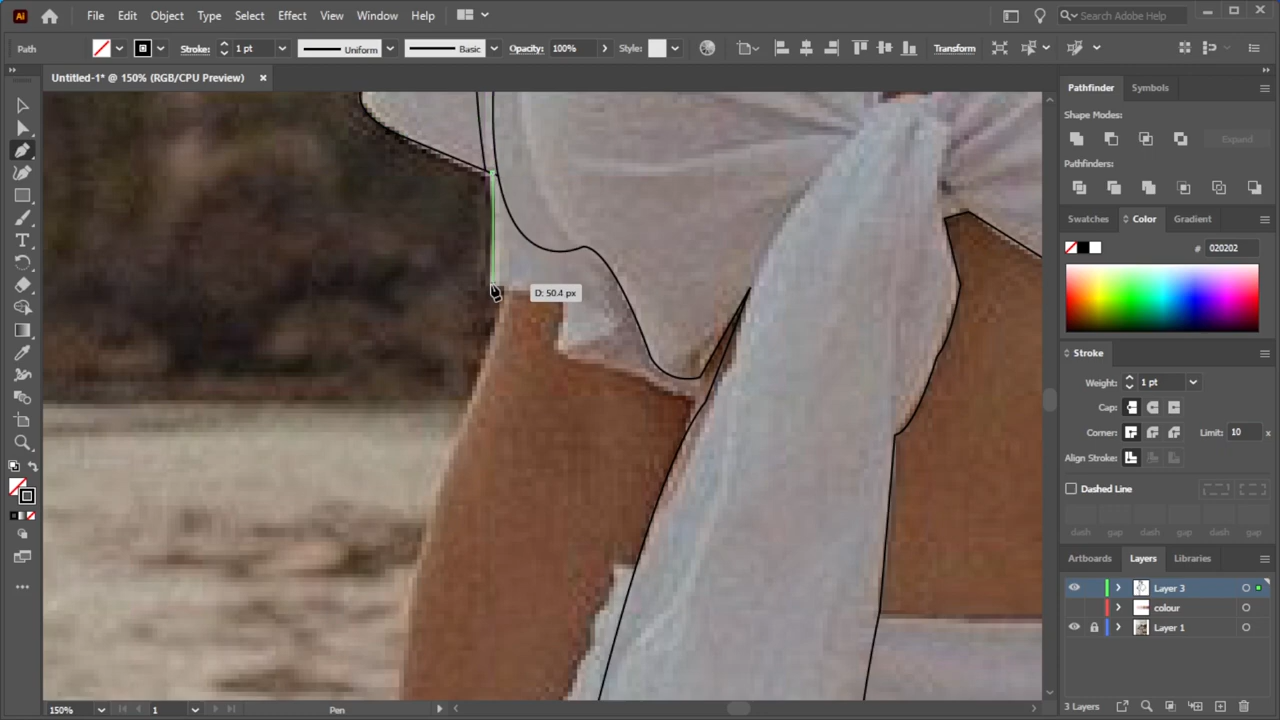 Ai File Edit Object Type Select Effect View Window Help Search Adobe Help
Path Stroke: 1 pt Uniform Basic Opacity: 100% Style: Transform
Untitled-1* @ 150% (RGB/CPU Preview)
D: 50.4 px
Pathfinder Symbols
Shape Modes:
Expand
Pathfinders:
Swatches Color Gradient
# 020202
Stroke
Weight: 1 pt
Cap:
Corner: Limit: 10 x
Align Stroke:
Dashed Line
dash gap dash gap dash gap
Artboards Layers Libraries
Layer 3
colour
Layer 1
3 Layers
150% 1 Pen